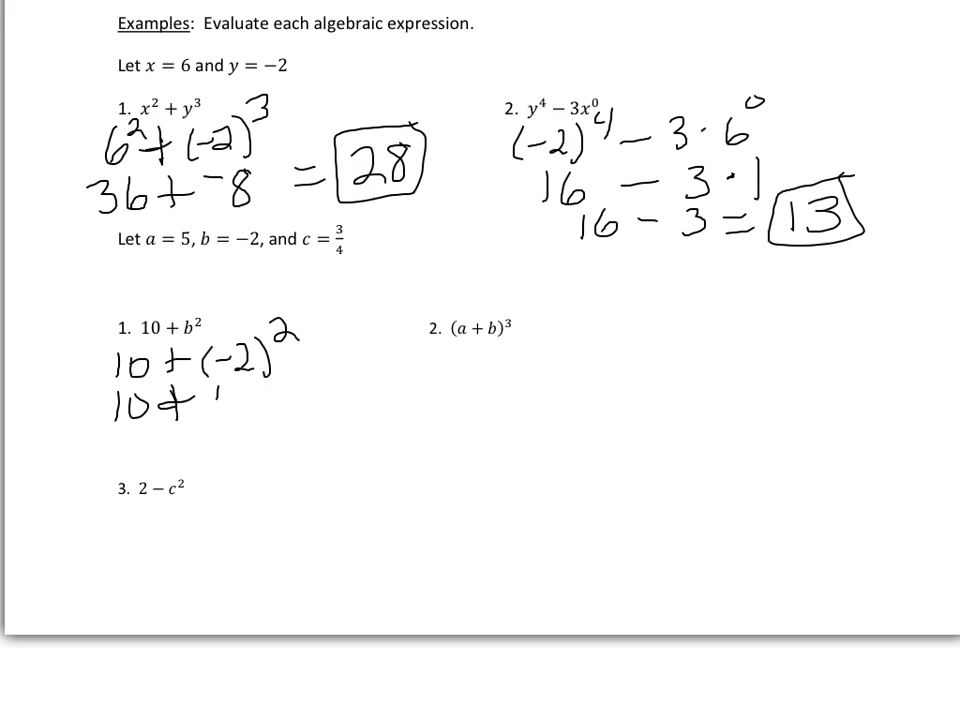 Examples: Evaluate each algebraic expression.
Let x = 6 and y = −2
1. x² + y³
6² + (-2)³
36 + ⁻8 = 28
2. y⁴ − 3x⁰
(-2)⁴ - 3 · 6⁰
16 - 3 · 1
16 - 3 = 13
Let a = 5, b = −2, and c = 3/4
1. 10 + b²
10 + (-2)²
10 +
2. (a + b)³
3. 2 − c²